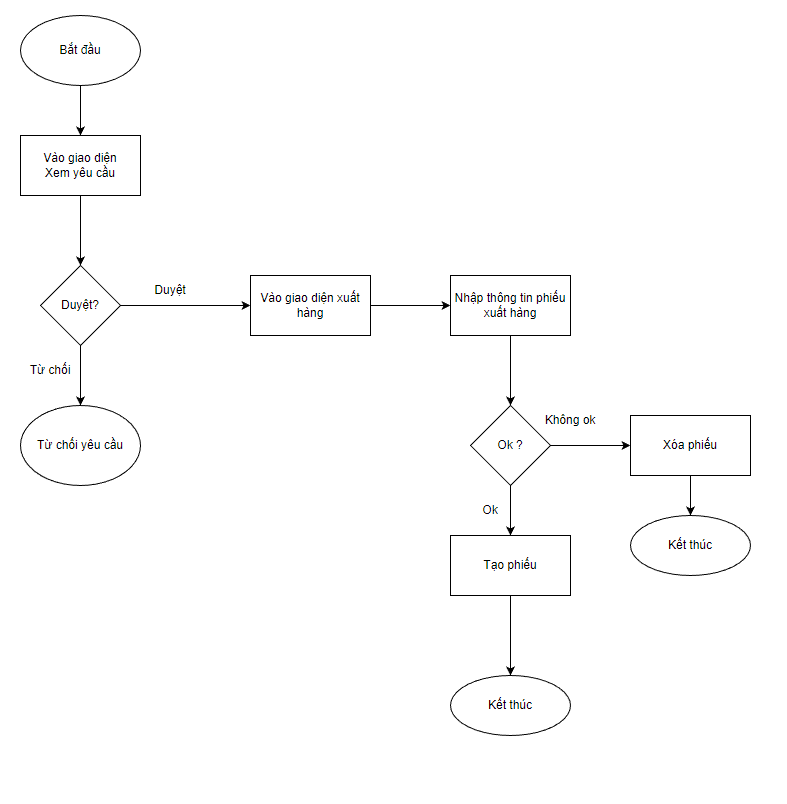 Bắt đầu
Vào giao diện
Xem yêu cầu
Duyệt?
Duyệt
Vào giao diện xuất
hàng
Nhập thông tin phiếu
xuất hàng
Từ chối
Từ chối yêu cầu
Ok ?
Không ok
Xóa phiếu
Ok
Kết thúc
Tạo phiếu
Kết thúc